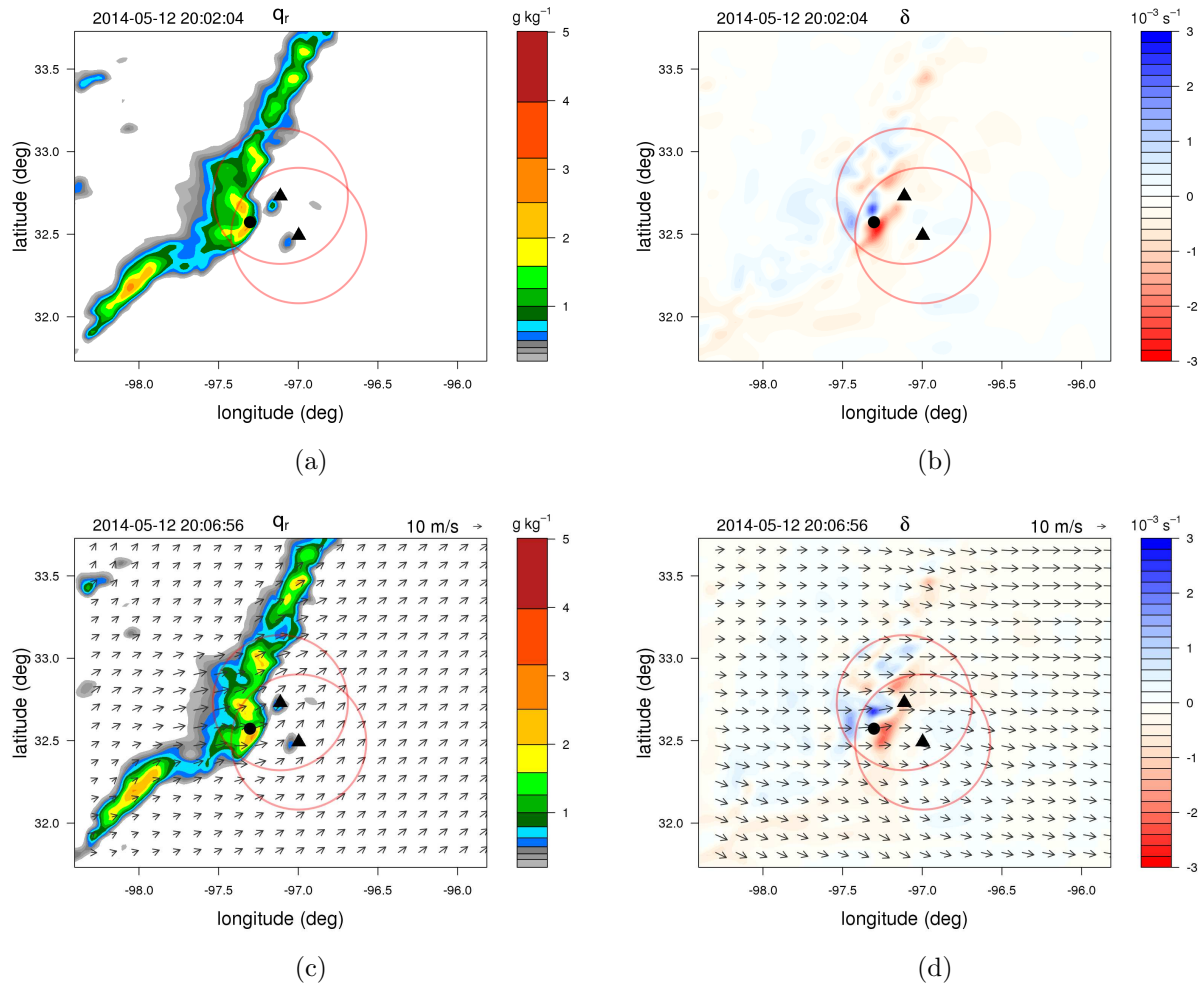 2014-05-12 20:02:04 qr g kg⁻¹
latitude (deg)
33.5
33.0
32.5
32.0
5
4
3
2
1
-98.0 -97.5 -97.0 -96.5 -96.0
longitude (deg)
(a)
2014-05-12 20:02:04 δ 10⁻³ s⁻¹
latitude (deg)
33.5
33.0
32.5
32.0
3
2
1
0
-1
-2
-3
-98.0 -97.5 -97.0 -96.5 -96.0
longitude (deg)
(b)
2014-05-12 20:06:56 qr 10 m/s g kg⁻¹
latitude (deg)
33.5
33.0
32.5
32.0
5
4
3
2
1
-98.0 -97.5 -97.0 -96.5 -96.0
longitude (deg)
(c)
2014-05-12 20:06:56 δ 10 m/s 10⁻³ s⁻¹
latitude (deg)
33.5
33.0
32.5
32.0
3
2
1
0
-1
-2
-3
-98.0 -97.5 -97.0 -96.5 -96.0
longitude (deg)
(d)